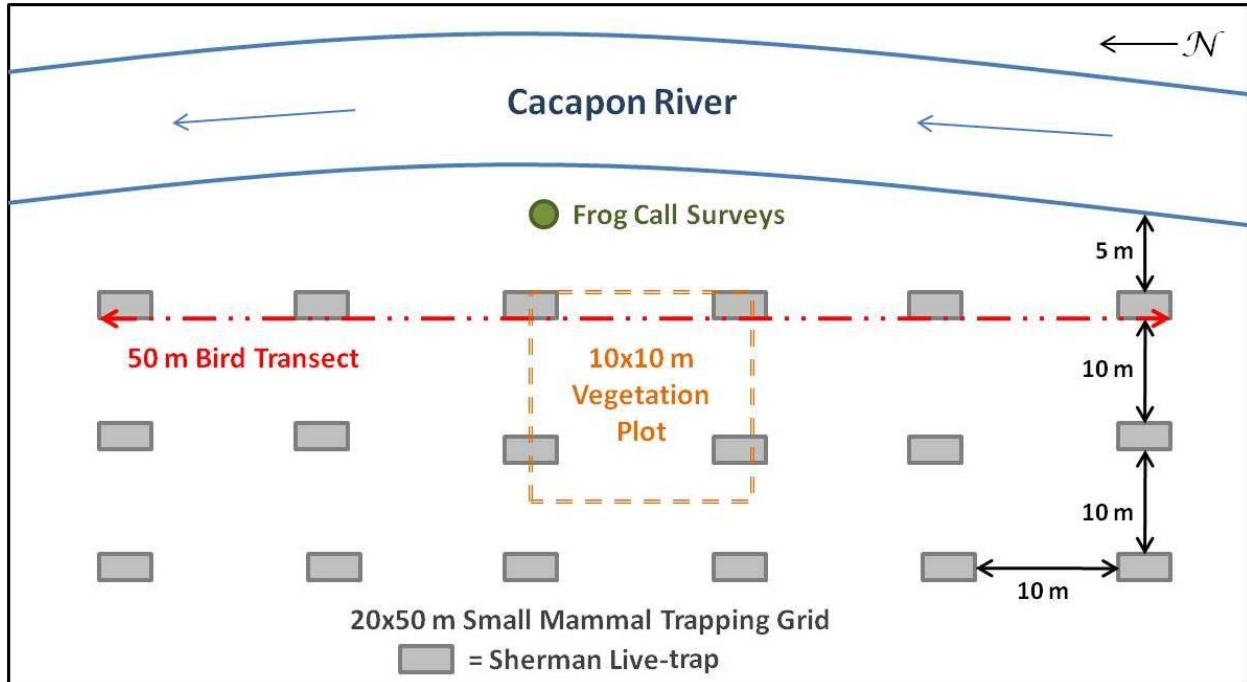 N
Cacapon River
Frog Call Surveys
5 m
50 m Bird Transect
10x10 m
Vegetation
Plot
10 m
10 m
10 m
20x50 m Small Mammal Trapping Grid
= Sherman Live-trap